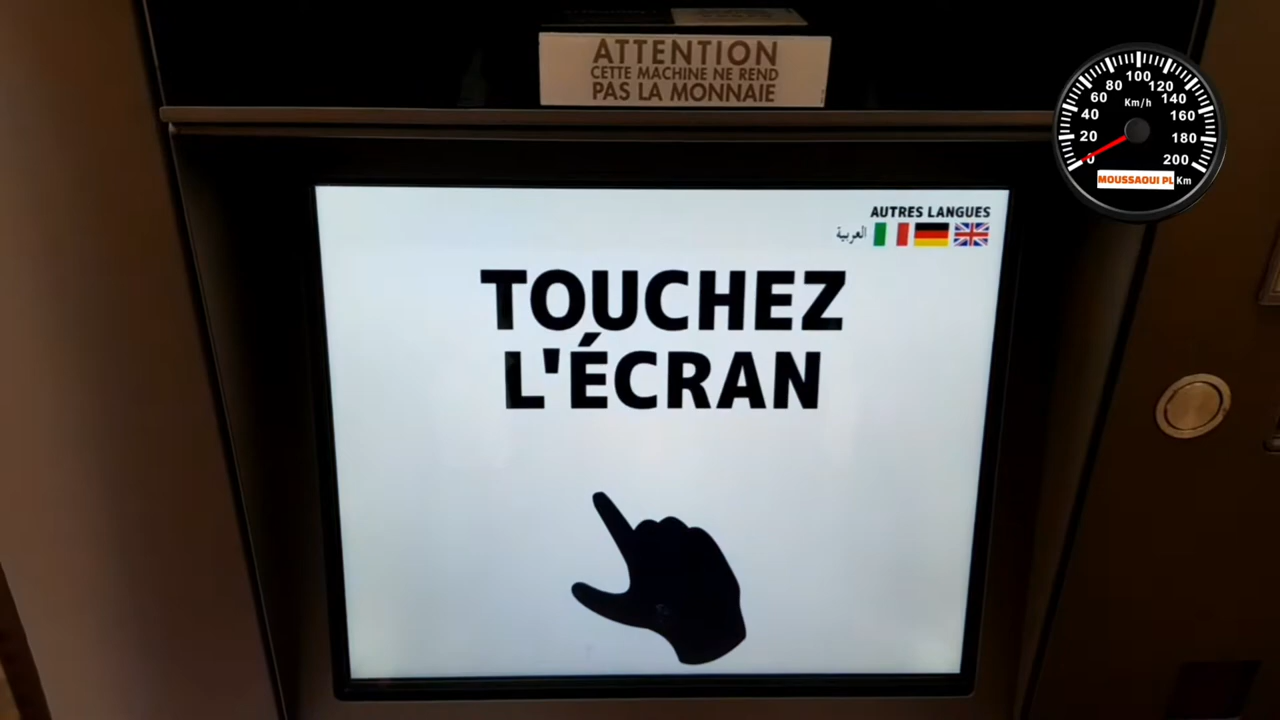 ATTENTION
CETTE MACHINE NE REND
PAS LA MONNAIE
AUTRES LANGUES
العربية
TOUCHEZ
L'ÉCRAN
100
80 120
60 140
Km/h
40 160
20 180
0 200
MOUSSAOUI PL Km